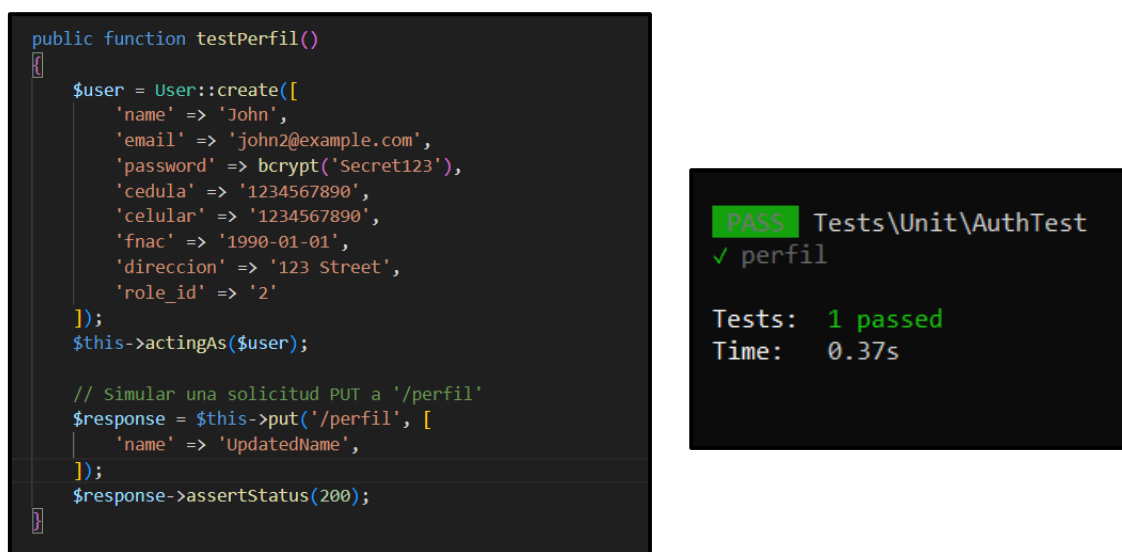 public function testPerfil()
{
    $user = User::create([
        'name' => 'John',
        'email' => 'john2@example.com',
        'password' => bcrypt('Secret123'),
        'cedula' => '1234567890',
        'celular' => '1234567890',
        'fnac' => '1990-01-01',
        'direccion' => '123 Street',
        'role_id' => '2'
    ]);
    $this->actingAs($user);

    // Simular una solicitud PUT a '/perfil'
    $response = $this->put('/perfil', [
        'name' => 'UpdatedName',
    ]);
    $response->assertStatus(200);
}
PASS Tests\Unit\AuthTest
✓ perfil
Tests: 1 passed
Time: 0.37s